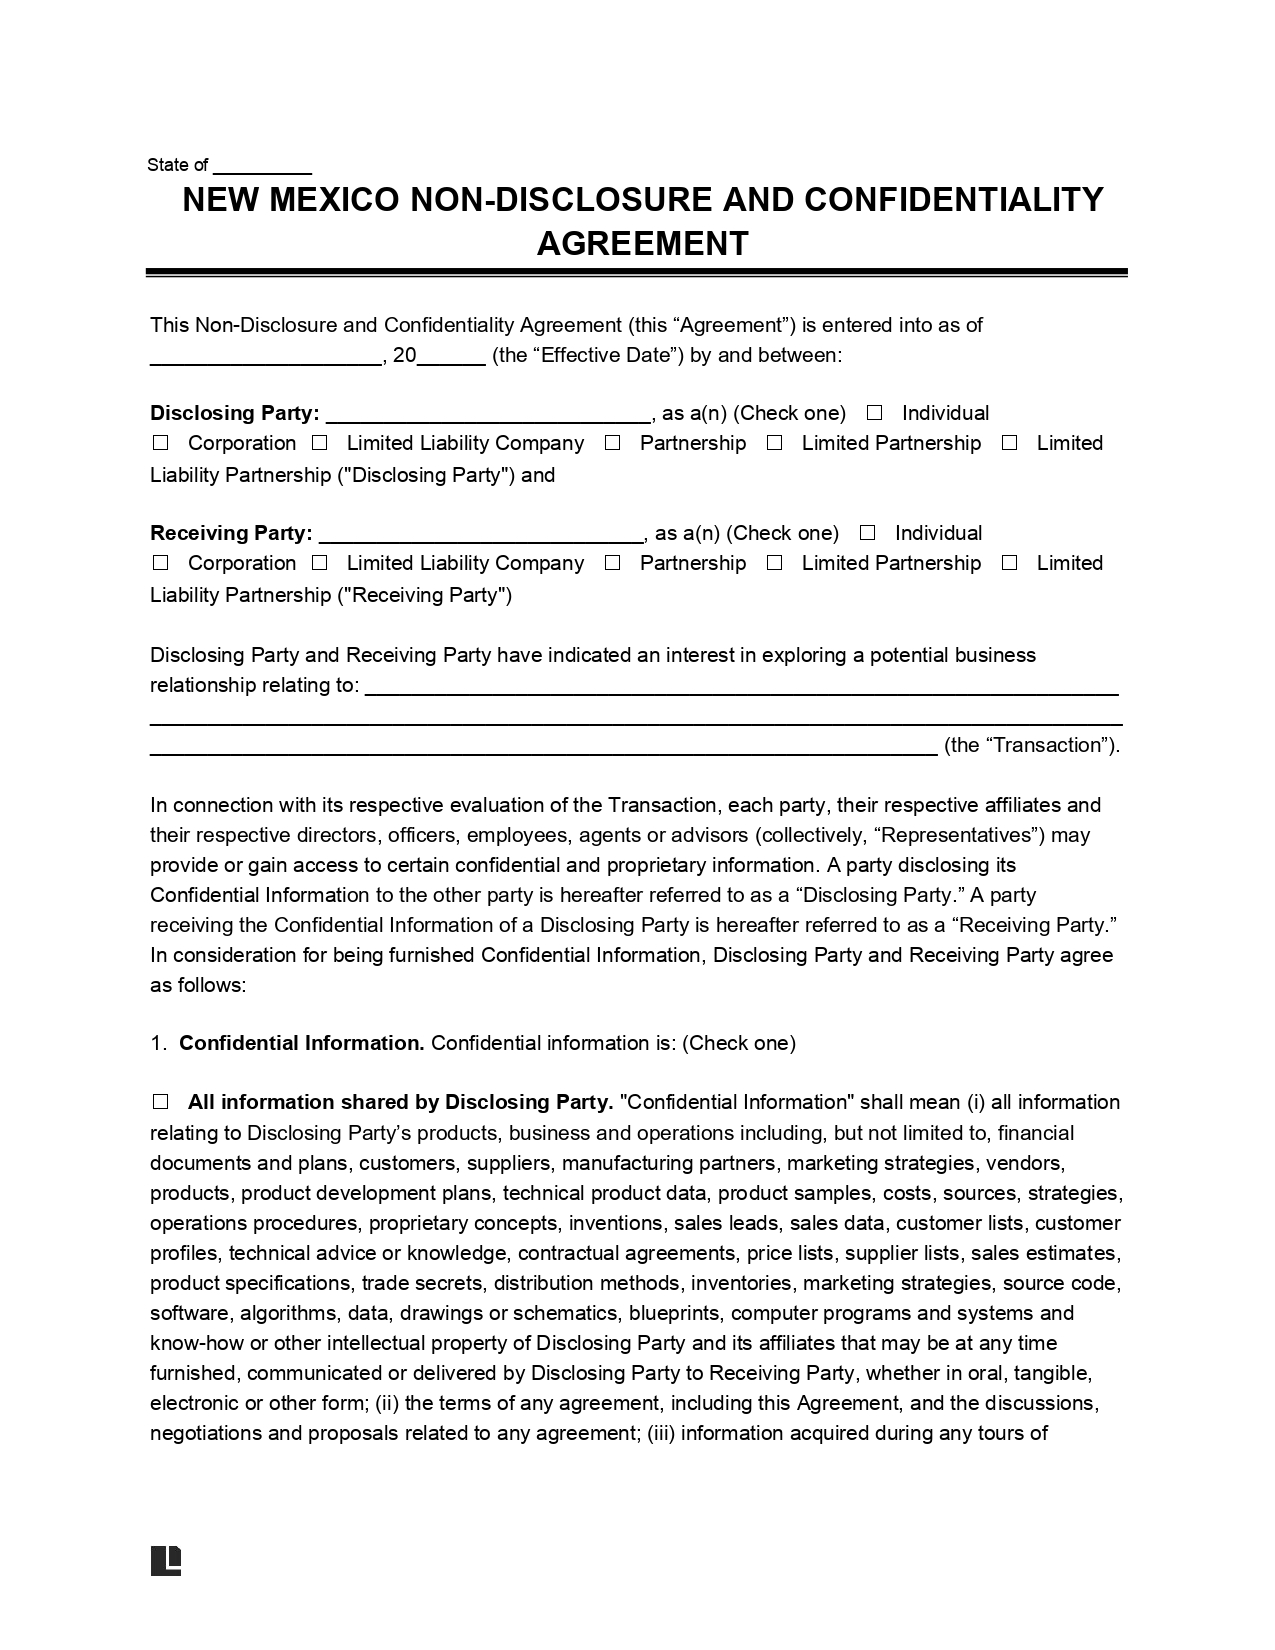 State of __________
NEW MEXICO NON-DISCLOSURE AND CONFIDENTIALITY
AGREEMENT
This Non-Disclosure and Confidentiality Agreement (this “Agreement”) is entered into as of
____________________, 20______ (the “Effective Date”) by and between:
Disclosing Party: ____________________________, as a(n) (Check one) ☐ Individual
☐ Corporation ☐ Limited Liability Company ☐ Partnership ☐ Limited Partnership ☐ Limited
Liability Partnership ("Disclosing Party") and
Receiving Party: ____________________________, as a(n) (Check one) ☐ Individual
☐ Corporation ☐ Limited Liability Company ☐ Partnership ☐ Limited Partnership ☐ Limited
Liability Partnership ("Receiving Party")
Disclosing Party and Receiving Party have indicated an interest in exploring a potential business
relationship relating to: _________________________________________________________________
____________________________________________________________________________________
____________________________________________________________________ (the “Transaction”).
In connection with its respective evaluation of the Transaction, each party, their respective affiliates and
their respective directors, officers, employees, agents or advisors (collectively, “Representatives”) may
provide or gain access to certain confidential and proprietary information. A party disclosing its
Confidential Information to the other party is hereafter referred to as a “Disclosing Party.” A party
receiving the Confidential Information of a Disclosing Party is hereafter referred to as a “Receiving Party.”
In consideration for being furnished Confidential Information, Disclosing Party and Receiving Party agree
as follows:
1. Confidential Information. Confidential information is: (Check one)
☐ All information shared by Disclosing Party. "Confidential Information" shall mean (i) all information
relating to Disclosing Party’s products, business and operations including, but not limited to, financial
documents and plans, customers, suppliers, manufacturing partners, marketing strategies, vendors,
products, product development plans, technical product data, product samples, costs, sources, strategies,
operations procedures, proprietary concepts, inventions, sales leads, sales data, customer lists, customer
profiles, technical advice or knowledge, contractual agreements, price lists, supplier lists, sales estimates,
product specifications, trade secrets, distribution methods, inventories, marketing strategies, source code,
software, algorithms, data, drawings or schematics, blueprints, computer programs and systems and
know-how or other intellectual property of Disclosing Party and its affiliates that may be at any time
furnished, communicated or delivered by Disclosing Party to Receiving Party, whether in oral, tangible,
electronic or other form; (ii) the terms of any agreement, including this Agreement, and the discussions,
negotiations and proposals related to any agreement; (iii) information acquired during any tours of